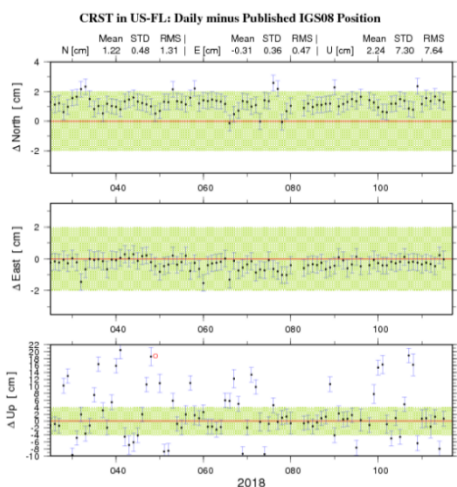 CRST in US-FL: Daily minus Published IGS08 Position
Mean STD RMS | Mean STD RMS | Mean STD RMS
N [cm] 1.22 0.48 1.31 | E [cm] -0.31 0.36 0.47 | U [cm] 2.24 7.30 7.64
4
2
0
-2
Δ North [cm]
040 060 080 100
2
0
-2
Δ East [cm]
040 060 080 100
22
20
18
16
14
12
10
8
6
4
2
0
-2
-4
-6
-8
-10
Δ Up [cm]
040 060 080 100
2018